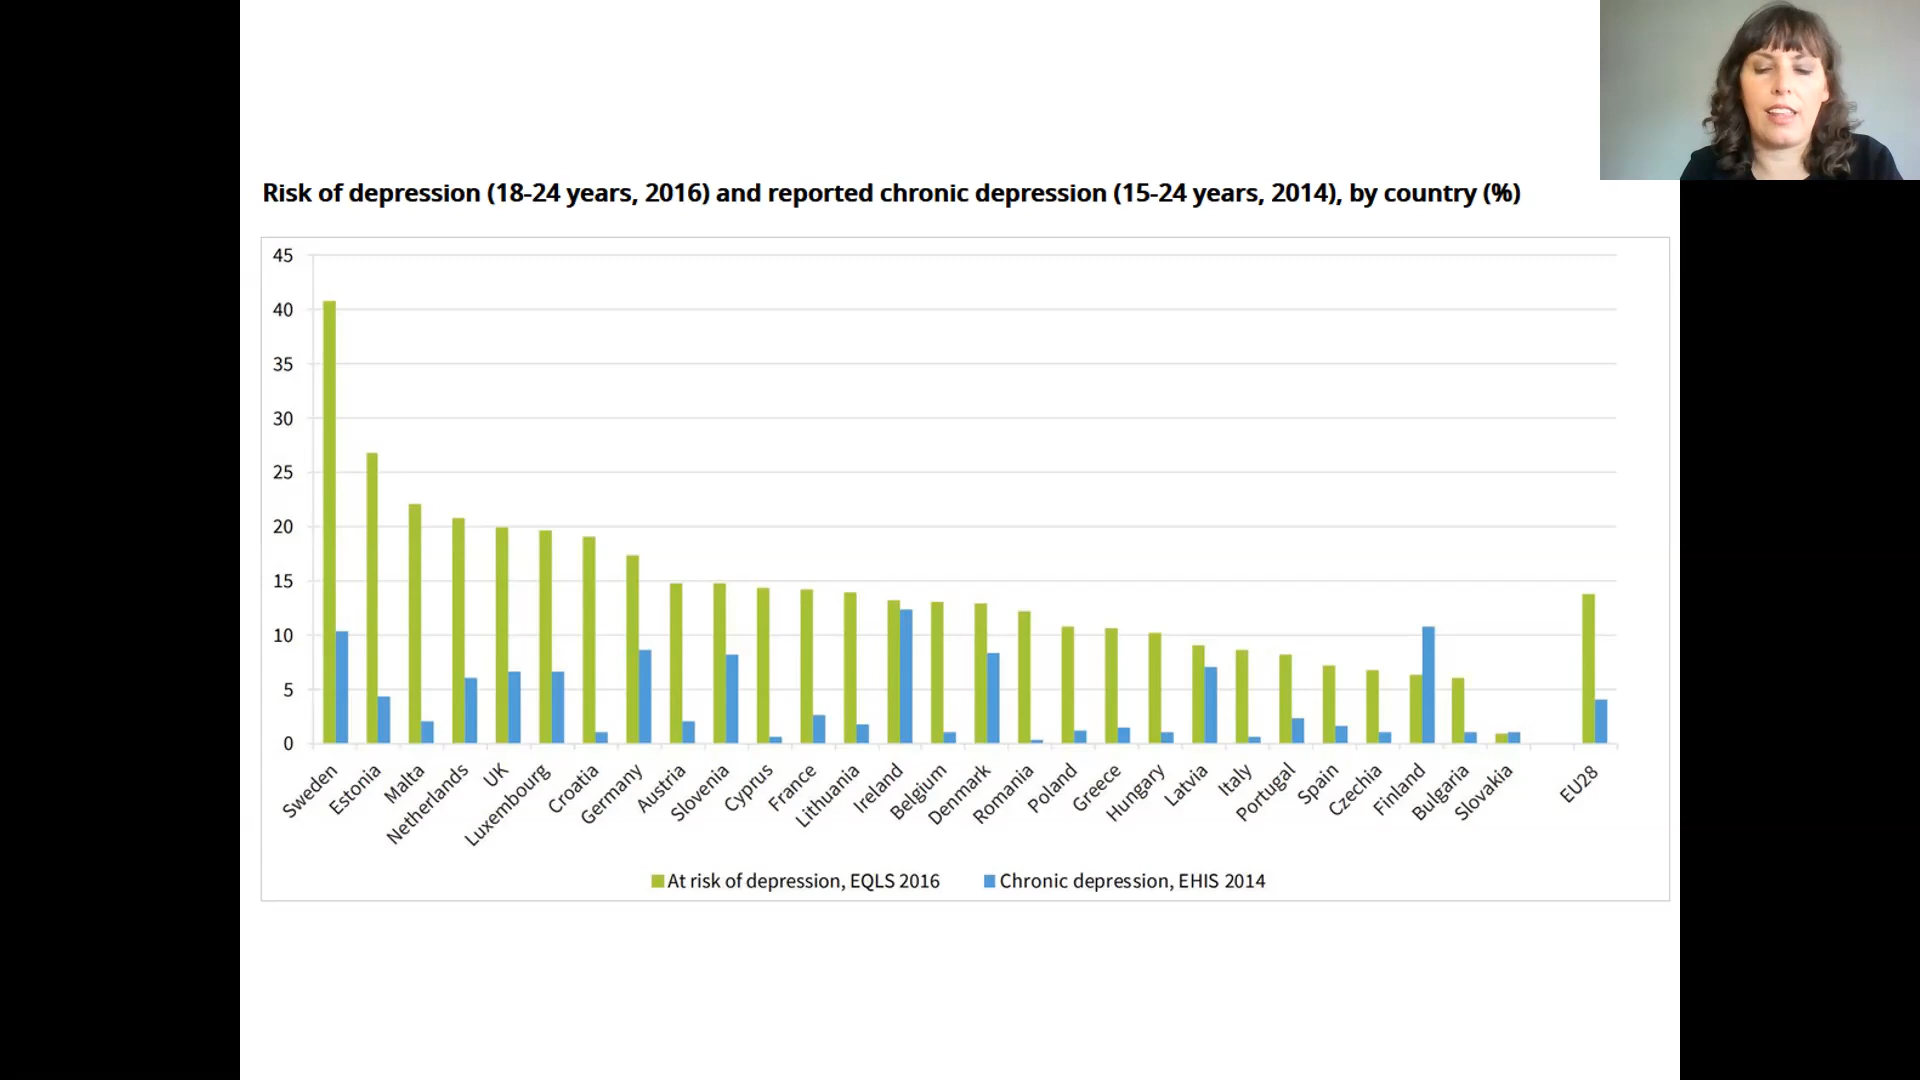 Risk of depression (18-24 years, 2016) and reported chronic depression (15-24 years, 2014), by country (%)
45
40
35
30
25
20
15
10
5
0
Sweden
Estonia
Malta
Netherlands
UK
Luxembourg
Croatia
Germany
Austria
Slovenia
Cyprus
France
Lithuania
Ireland
Belgium
Denmark
Romania
Poland
Greece
Hungary
Latvia
Italy
Portugal
Spain
Czechia
Finland
Bulgaria
Slovakia
EU28
At risk of depression, EQLS 2016
Chronic depression, EHIS 2014